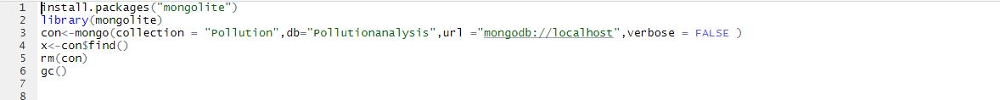 1 install.packages("mongolite")
2 library(mongolite)
3 con<-mongo(collection = "Pollution",db="Pollutionanalysis",url ="mongodb://localhost",verbose = FALSE )
4 x<-con$find()
5 rm(con)
6 gc()
7
8